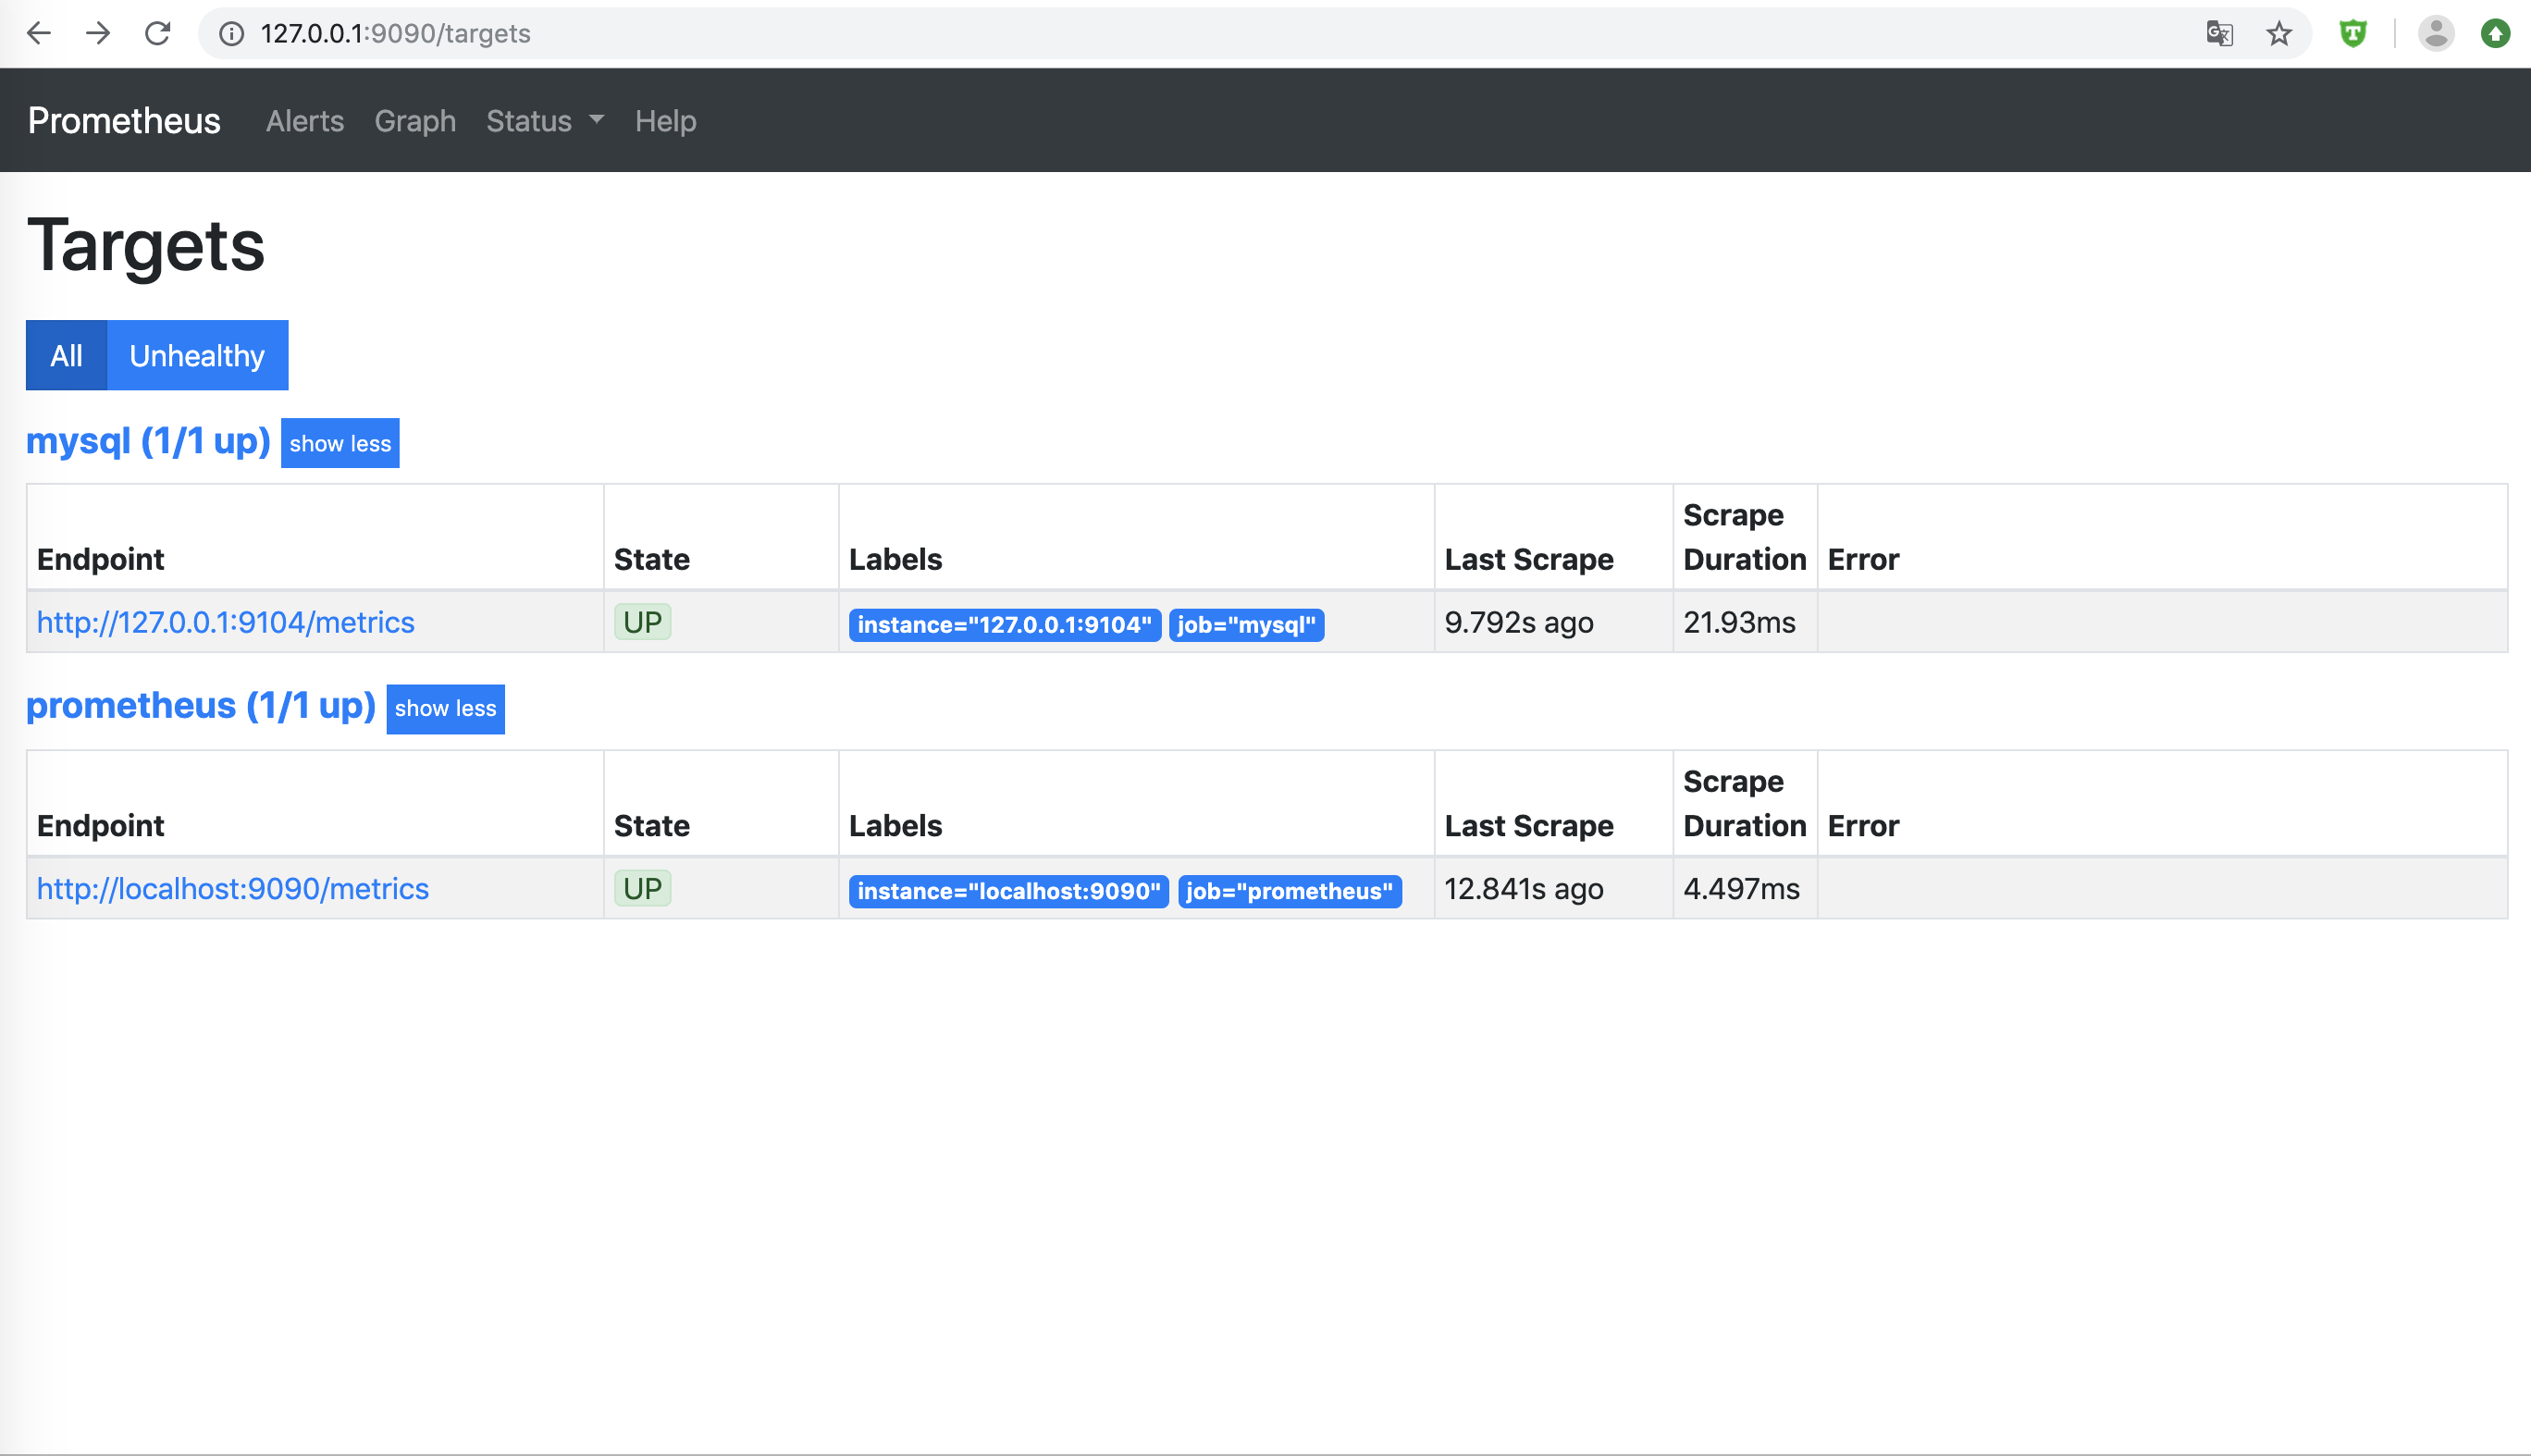 127.0.0.1:9090/targets
Prometheus Alerts Graph Status Help
Targets
All Unhealthy
mysql (1/1 up) show less
Endpoint State Labels Last Scrape Scrape Duration Error
http://127.0.0.1:9104/metrics UP instance="127.0.0.1:9104" job="mysql" 9.792s ago 21.93ms
prometheus (1/1 up) show less
Endpoint State Labels Last Scrape Scrape Duration Error
http://localhost:9090/metrics UP instance="localhost:9090" job="prometheus" 12.841s ago 4.497ms